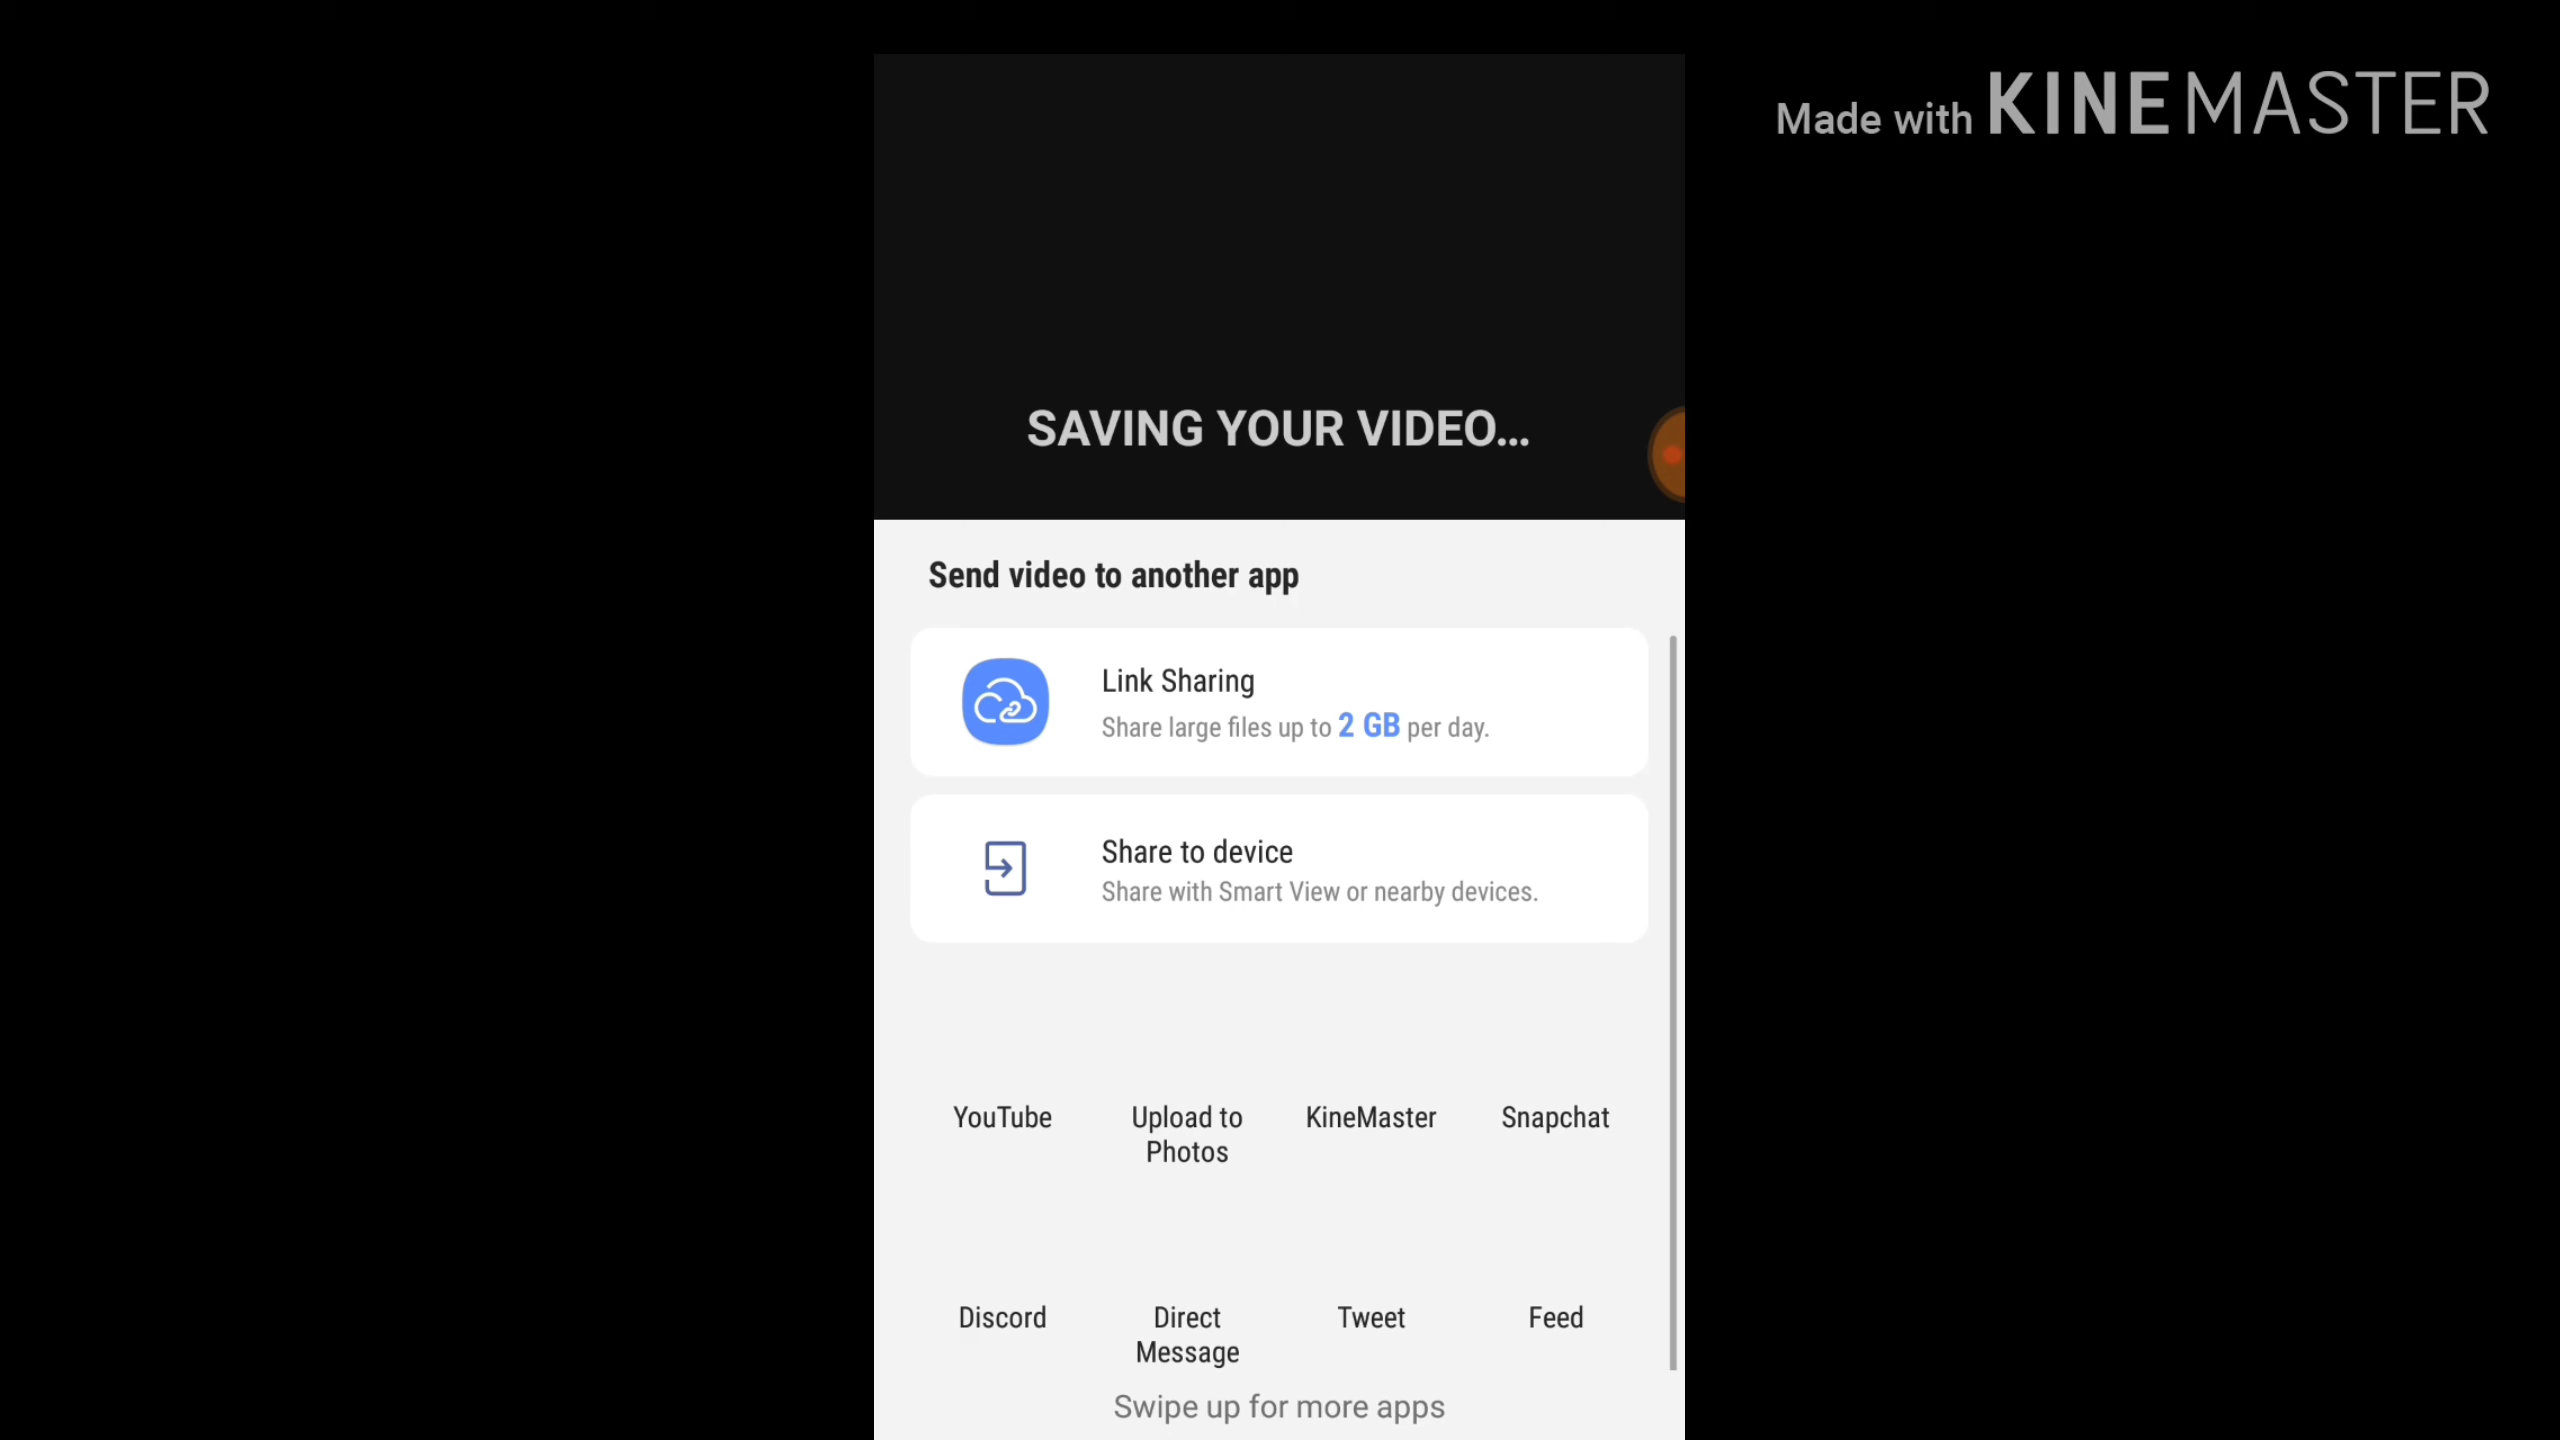 Made with KINEMASTER
SAVING YOUR VIDEO...
Send video to another app
Link Sharing
Share large files up to 2 GB per day.
Share to device
Share with Smart View or nearby devices.
YouTube
Upload to
Photos
KineMaster
Snapchat
Discord
Direct
Message
Tweet
Feed
Swipe up for more apps